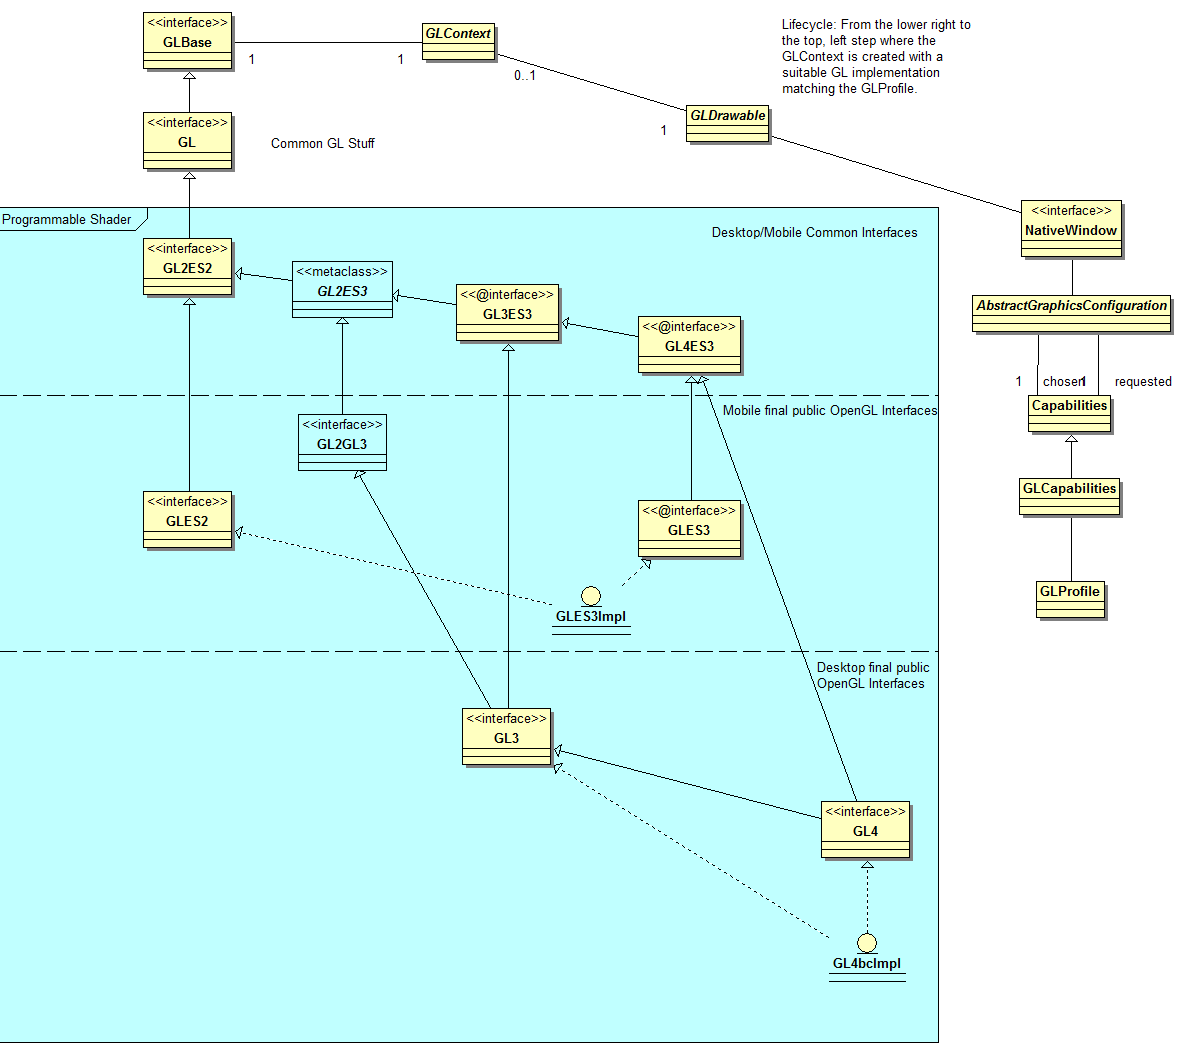 <<interface>>
GLBase
1
1
GLContext
0..1
Lifecycle: From the lower right to
the top, left step where the
GLContext is created with a
suitable GL implementation
matching the GLProfile.
1
GLDrawable
<<interface>>
GL
Common GL Stuff
Programmable Shader
Desktop/Mobile Common Interfaces
<<interface>>
NativeWindow
<<interface>>
GL2ES2
<<metaclass>>
GL2ES3
<<@interface>>
GL3ES3
<<@interface>>
GL4ES3
AbstractGraphicsConfiguration
1
chosen
1
requested
Capabilities
Mobile final public OpenGL Interfaces
<<interface>>
GL2GL3
GLCapabilities
<<interface>>
GLES2
<<@interface>>
GLES3
GLES3Impl
GLProfile
Desktop final public
OpenGL Interfaces
<<interface>>
GL3
<<interface>>
GL4
GL4bcImpl